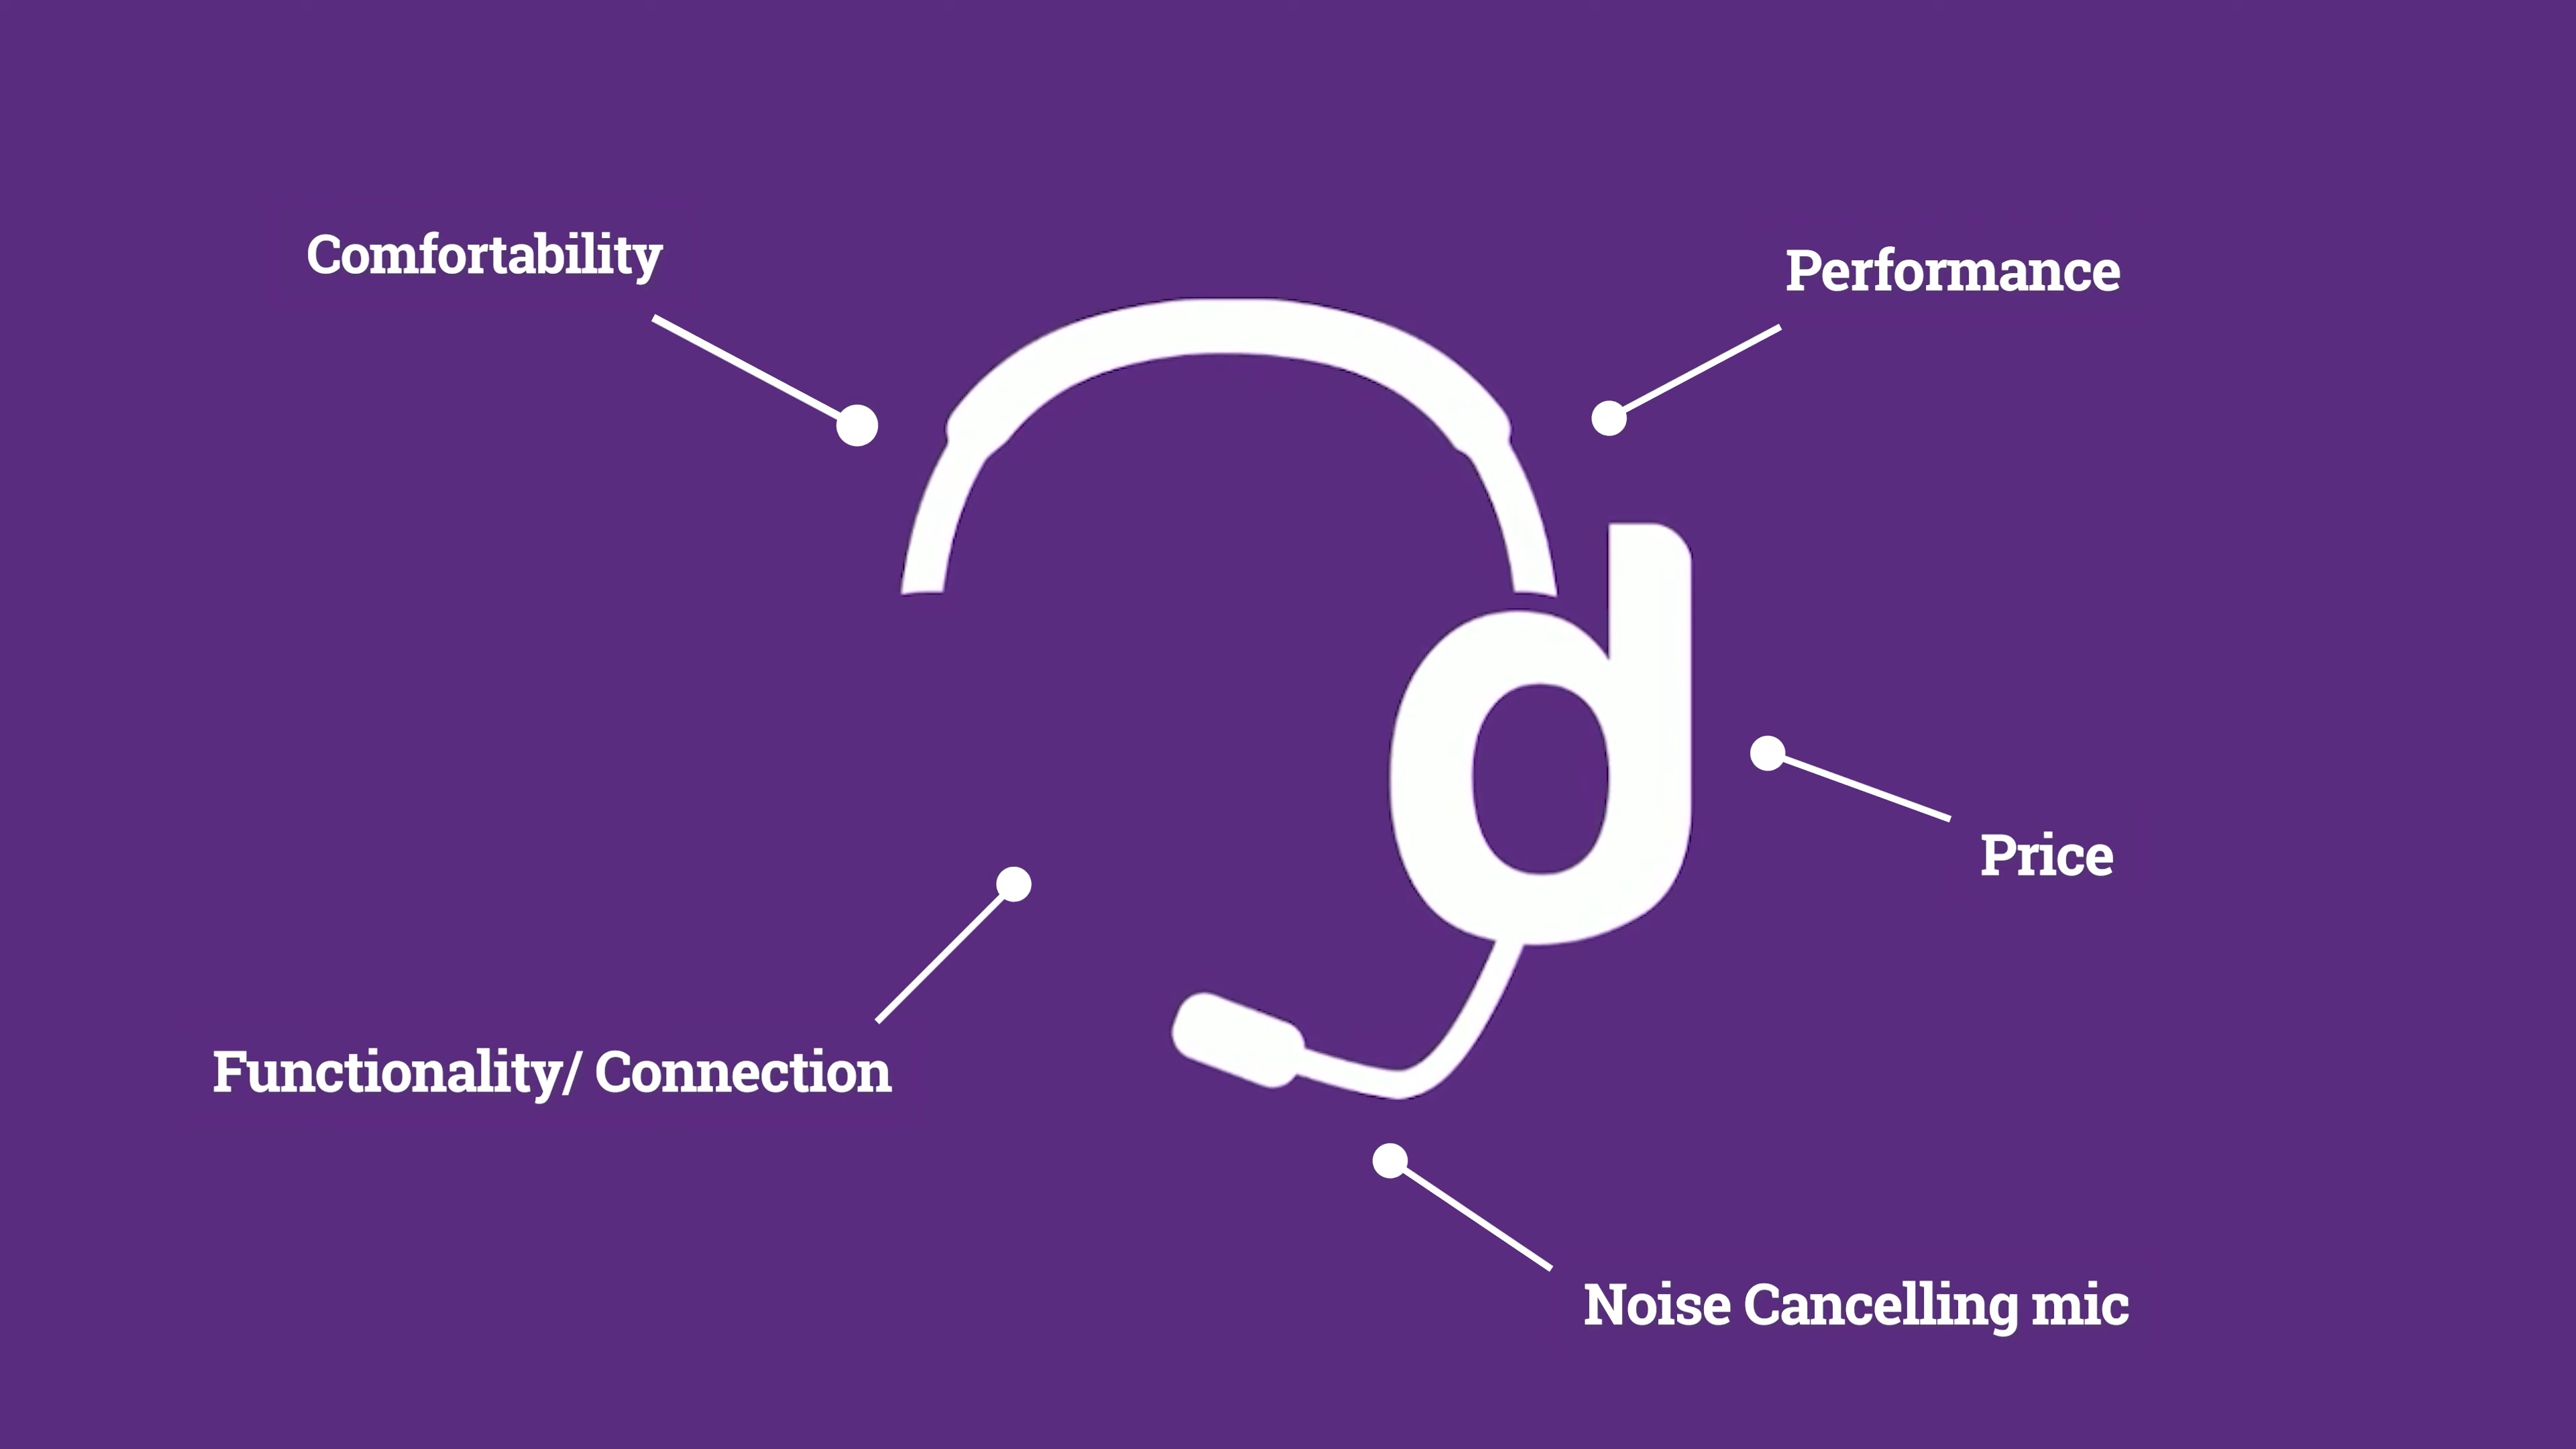 Comfortability
Performance
d
Price
Functionality/ Connection
Noise Cancelling mic